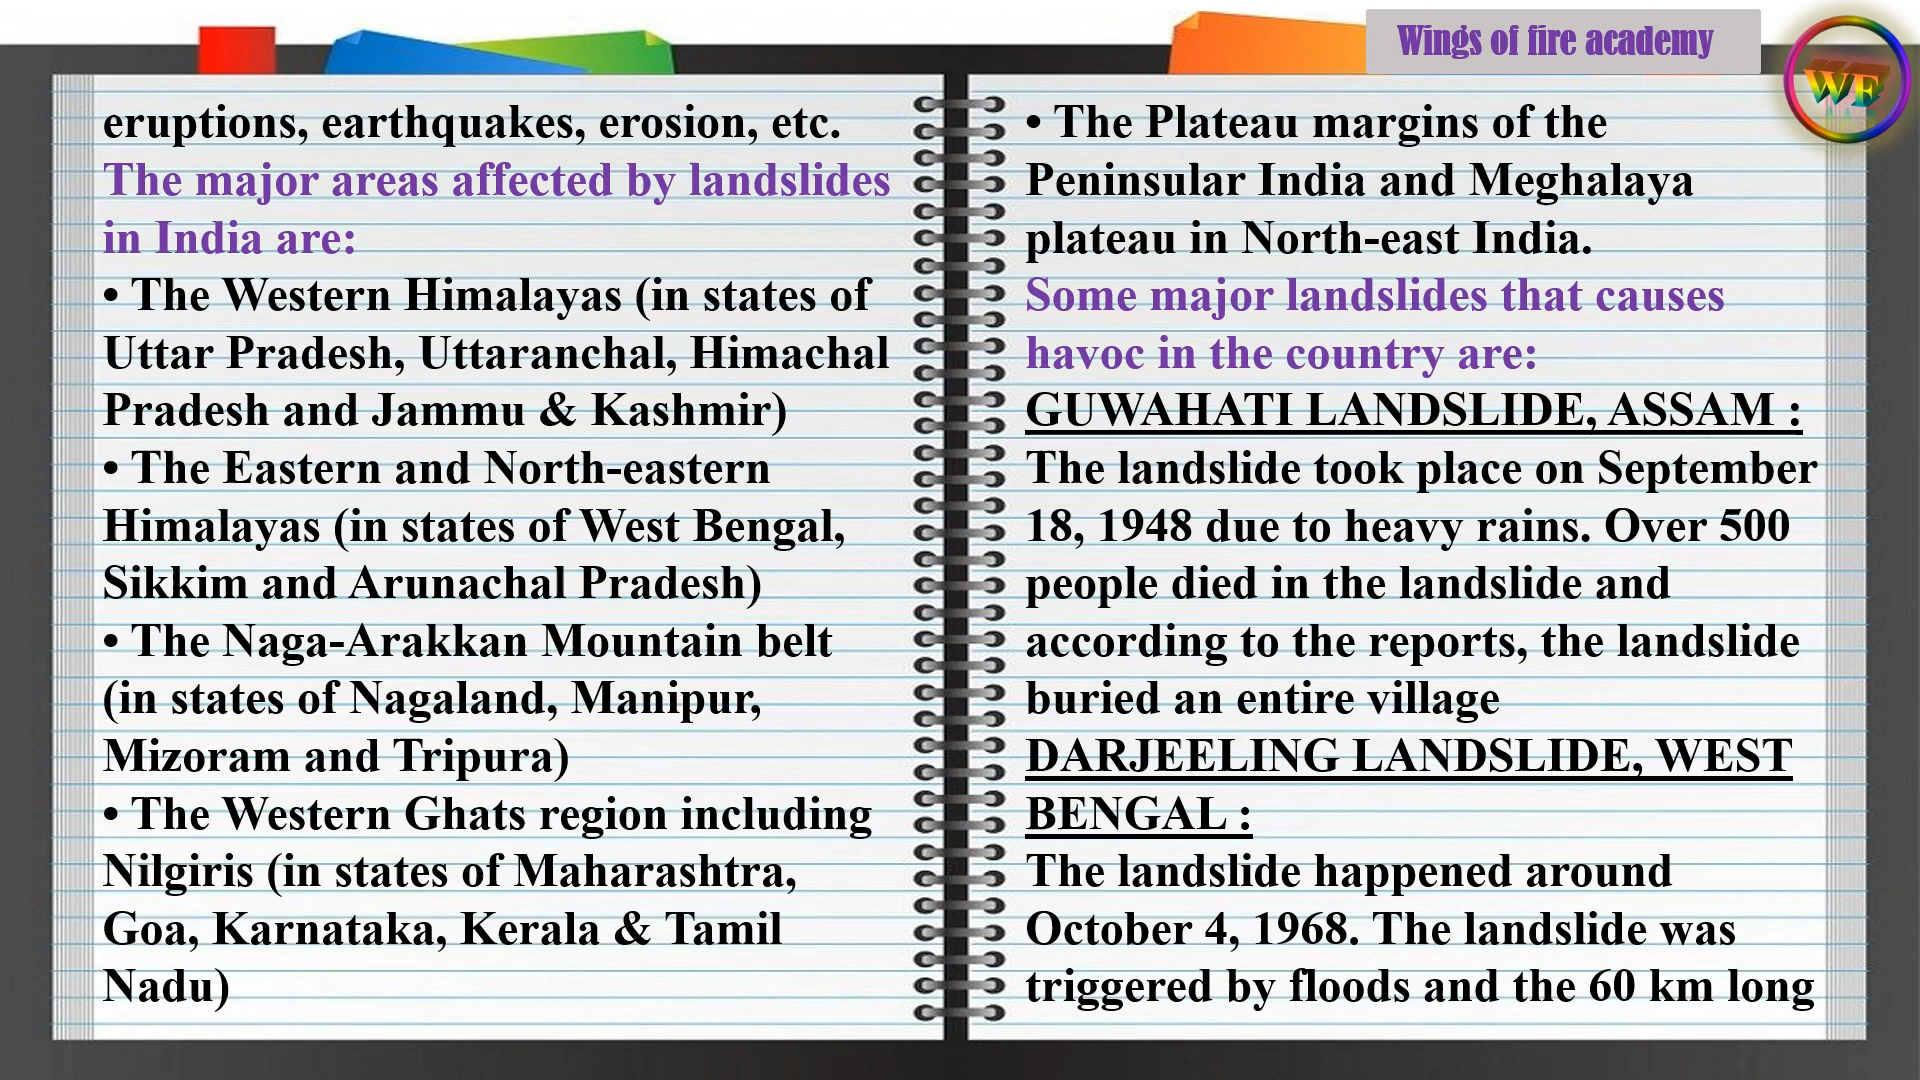 Wings of fire academy
WE
eruptions, earthquakes, erosion, etc.
The major areas affected by landslides
in India are:
• The Western Himalayas (in states of
Uttar Pradesh, Uttaranchal, Himachal
Pradesh and Jammu & Kashmir)
• The Eastern and North-eastern
Himalayas (in states of West Bengal,
Sikkim and Arunachal Pradesh)
• The Naga-Arakkan Mountain belt
(in states of Nagaland, Manipur,
Mizoram and Tripura)
• The Western Ghats region including
Nilgiris (in states of Maharashtra,
Goa, Karnataka, Kerala & Tamil
Nadu)
• The Plateau margins of the
Peninsular India and Meghalaya
plateau in North-east India.
Some major landslides that causes
havoc in the country are:
GUWAHATI LANDSLIDE, ASSAM :
The landslide took place on September
18, 1948 due to heavy rains. Over 500
people died in the landslide and
according to the reports, the landslide
buried an entire village
DARJEELING LANDSLIDE, WEST
BENGAL :
The landslide happened around
October 4, 1968. The landslide was
triggered by floods and the 60 km long